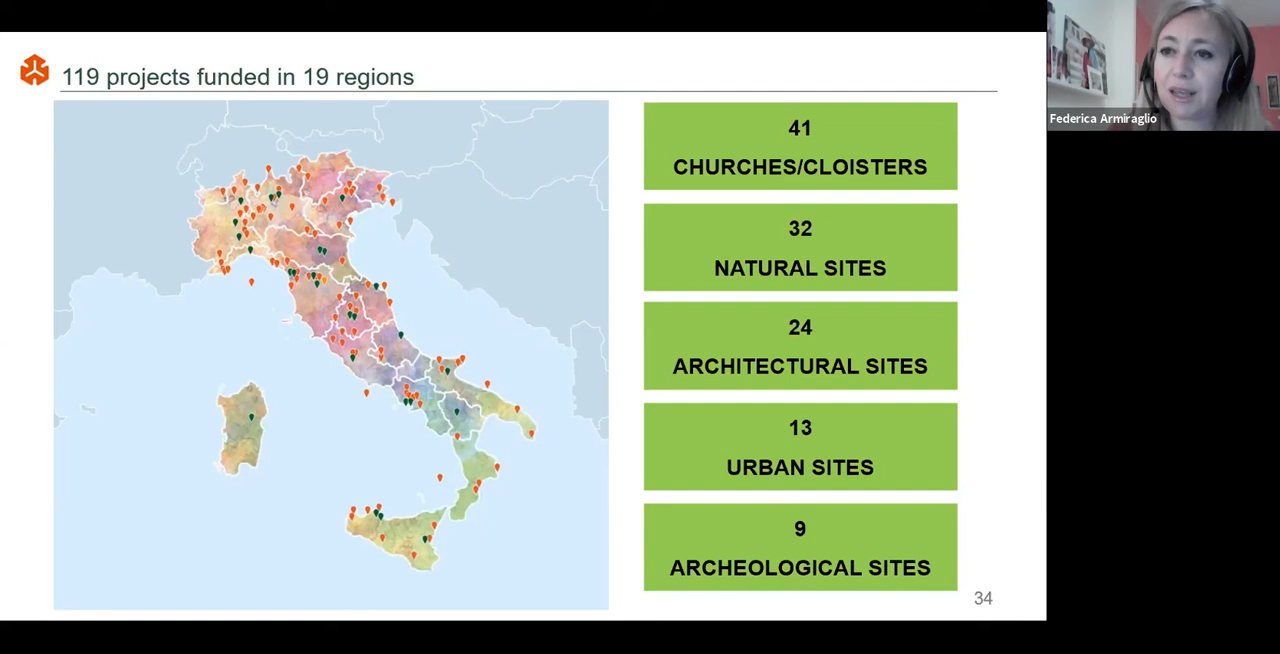 119 projects funded in 19 regions
Federica Armiraglio
41
CHURCHES/CLOISTERS
32
NATURAL SITES
24
ARCHITECTURAL SITES
13
URBAN SITES
9
ARCHEOLOGICAL SITES
34